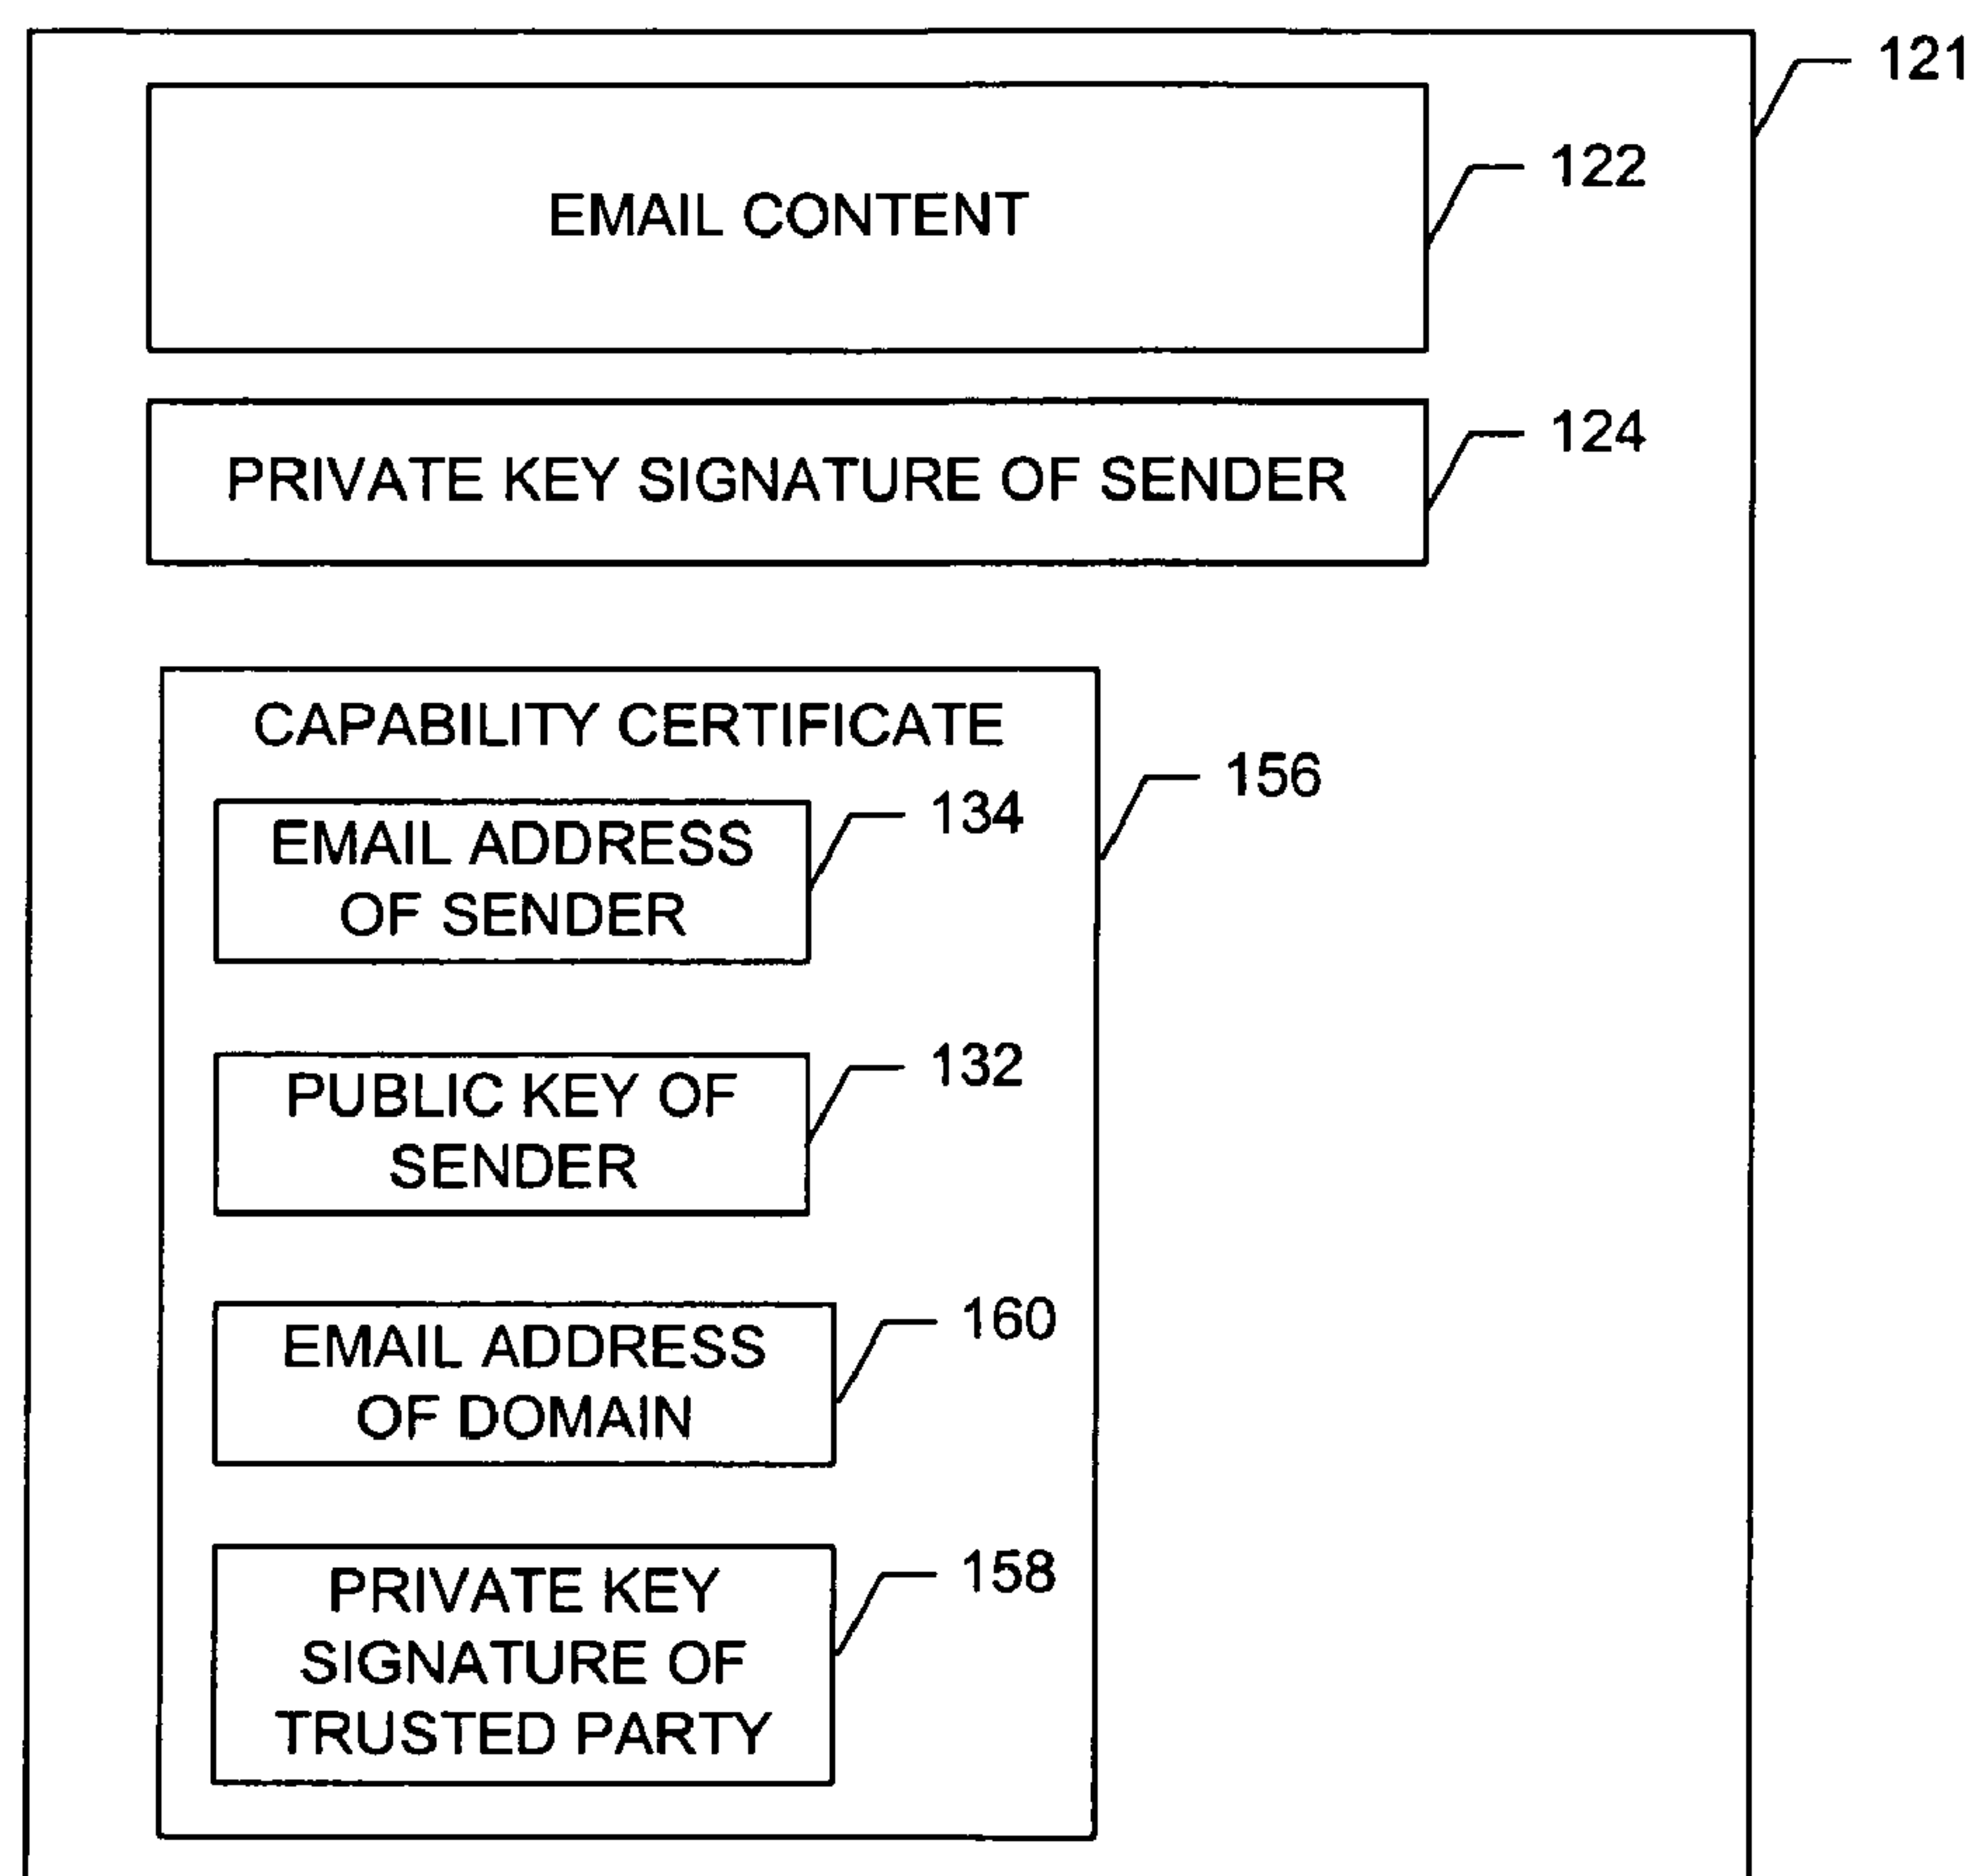 121
EMAIL CONTENT
122
PRIVATE KEY SIGNATURE OF SENDER
124
CAPABILITY CERTIFICATE
156
EMAIL ADDRESS
OF SENDER
134
PUBLIC KEY OF
SENDER
132
EMAIL ADDRESS
OF DOMAIN
160
PRIVATE KEY
SIGNATURE OF
TRUSTED PARTY
158